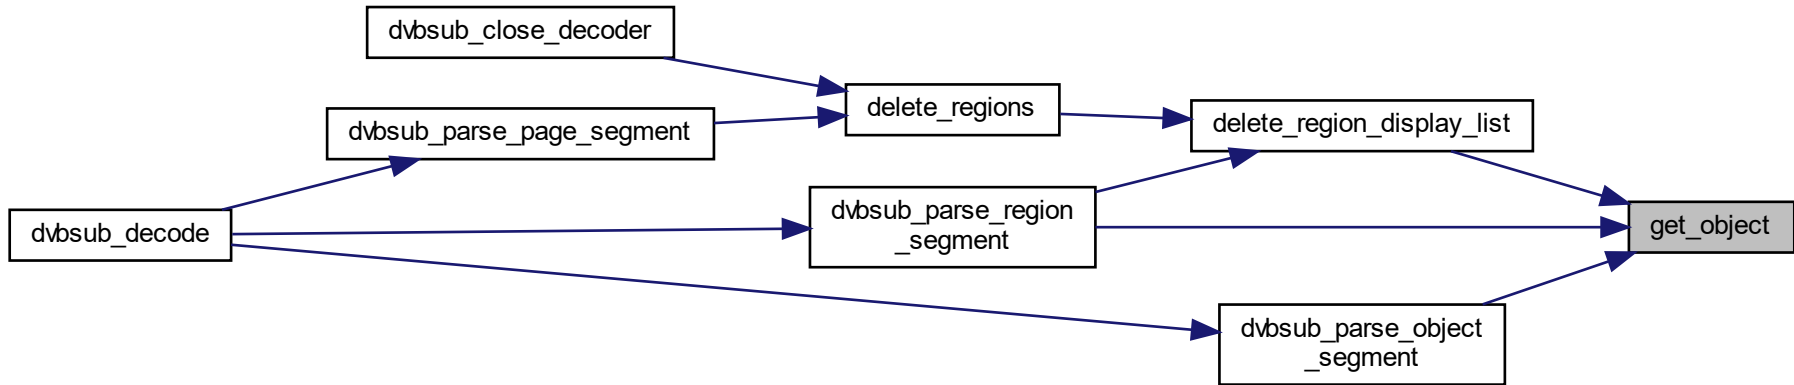 dvbsub_close_decoder
delete_regions
delete_region_display_list
dvbsub_parse_page_segment
dvbsub_decode
dvbsub_parse_region
_segment
get_object
dvbsub_parse_object
_segment